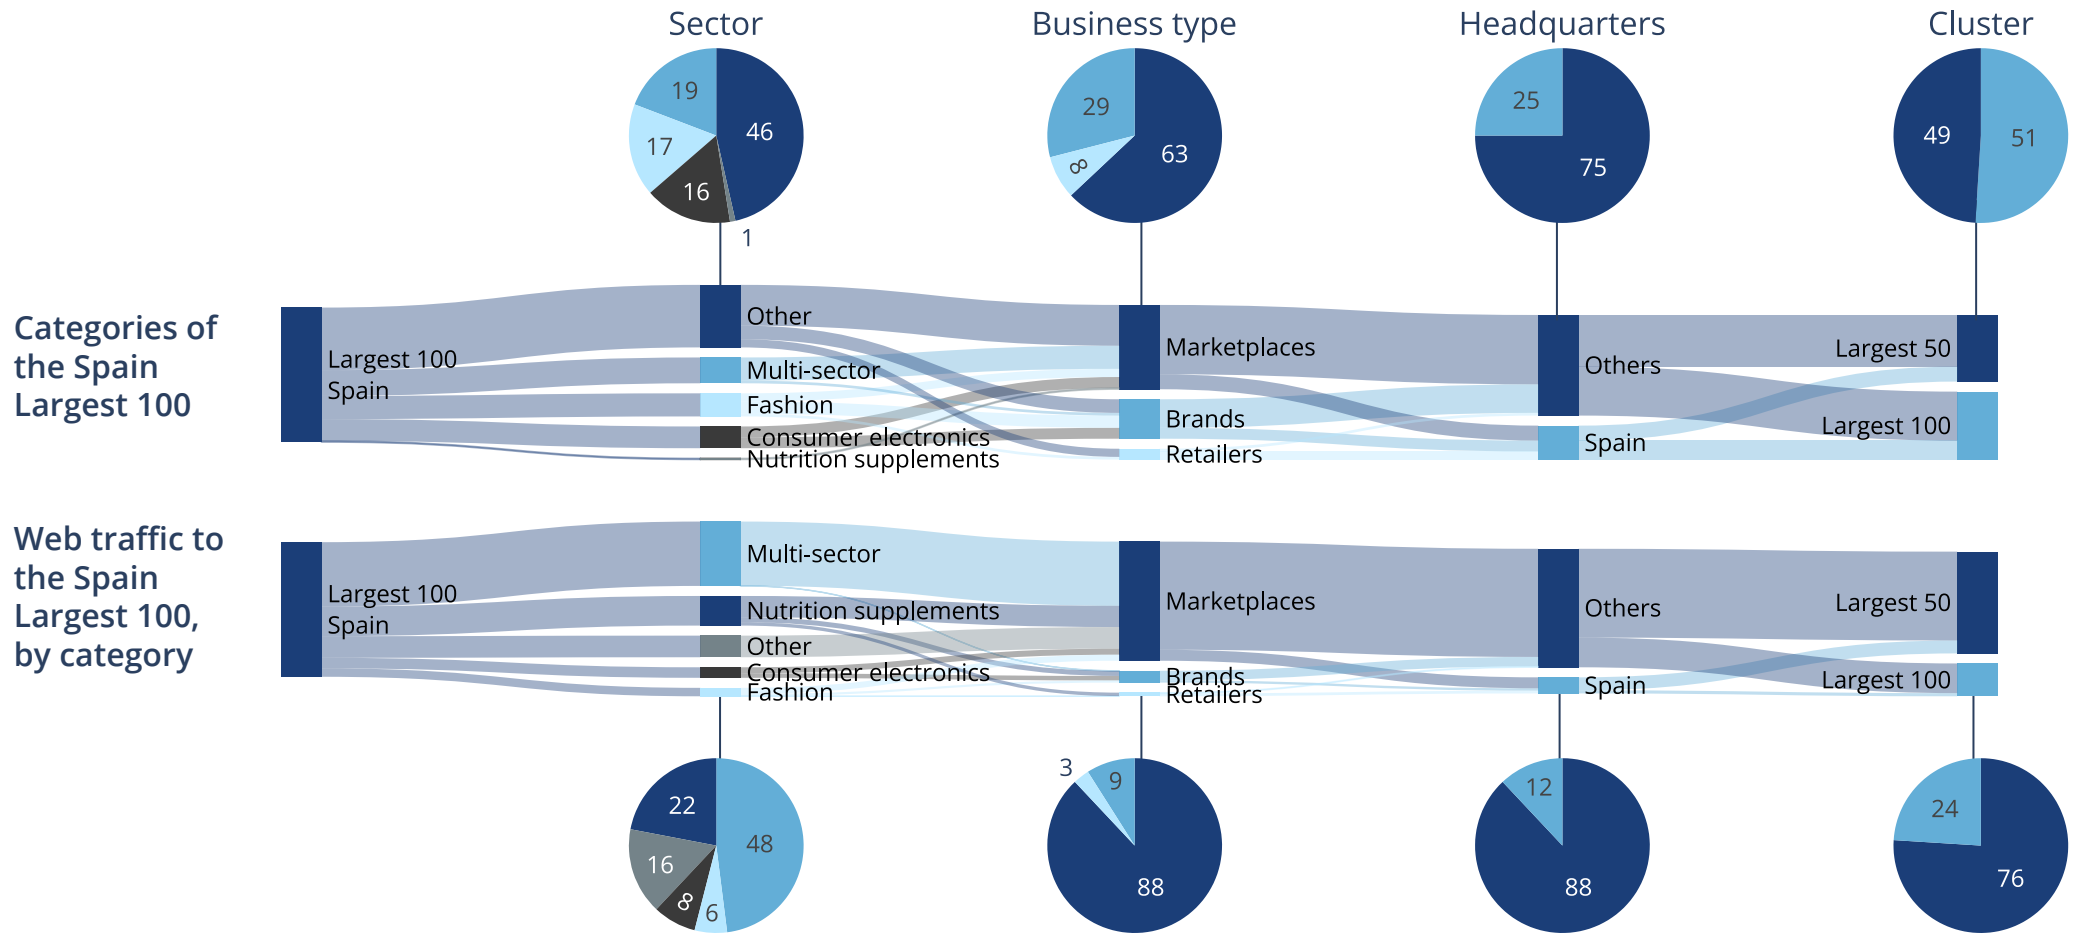 Sector
Business type
Headquarters
Cluster
19
46
17
16
1
29
63
8
25
75
49
51
Categories of
the Spain
Largest 100
Largest 100
Spain
Other
Multi-sector
Fashion
Consumer electronics
Nutrition supplements
Marketplaces
Brands
Retailers
Others
Spain
Largest 50
Largest 100
Web traffic to
the Spain
Largest 100,
by category
Largest 100
Spain
Multi-sector
Nutrition supplements
Other
Consumer electronics
Fashion
Marketplaces
Brands
Retailers
Others
Spain
Largest 50
Largest 100
22
48
16
8
6
3
9
88
12
88
24
76